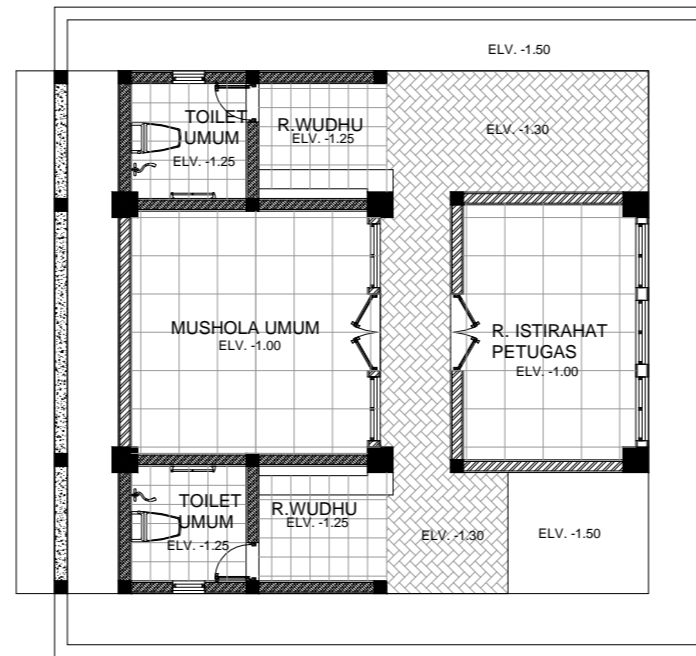 ELV. -1.50
TOILET
UMUM
ELV. -1.25
R.WUDHU
ELV. -1.25
ELV. -1.30
MUSHOLA UMUM
ELV. -1.00
R. ISTIRAHAT
PETUGAS
ELV. -1.00
TOILET
UMUM
ELV. -1.25
R.WUDHU
ELV. -1.25
ELV. -1.30
ELV. -1.50